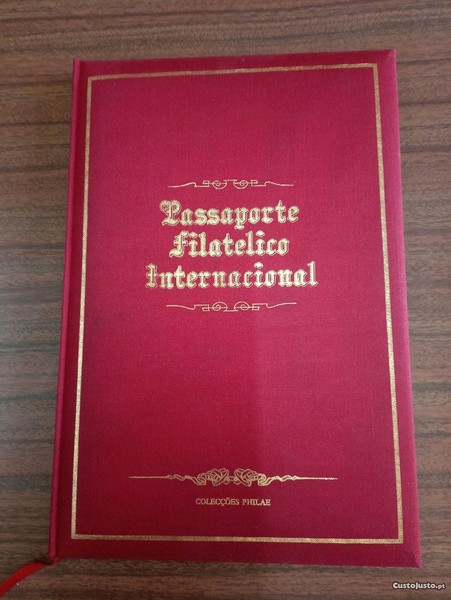 Passaporte
Filatelico
Internacional
COLECÇÕES PHILAE
CustoJusto.pt